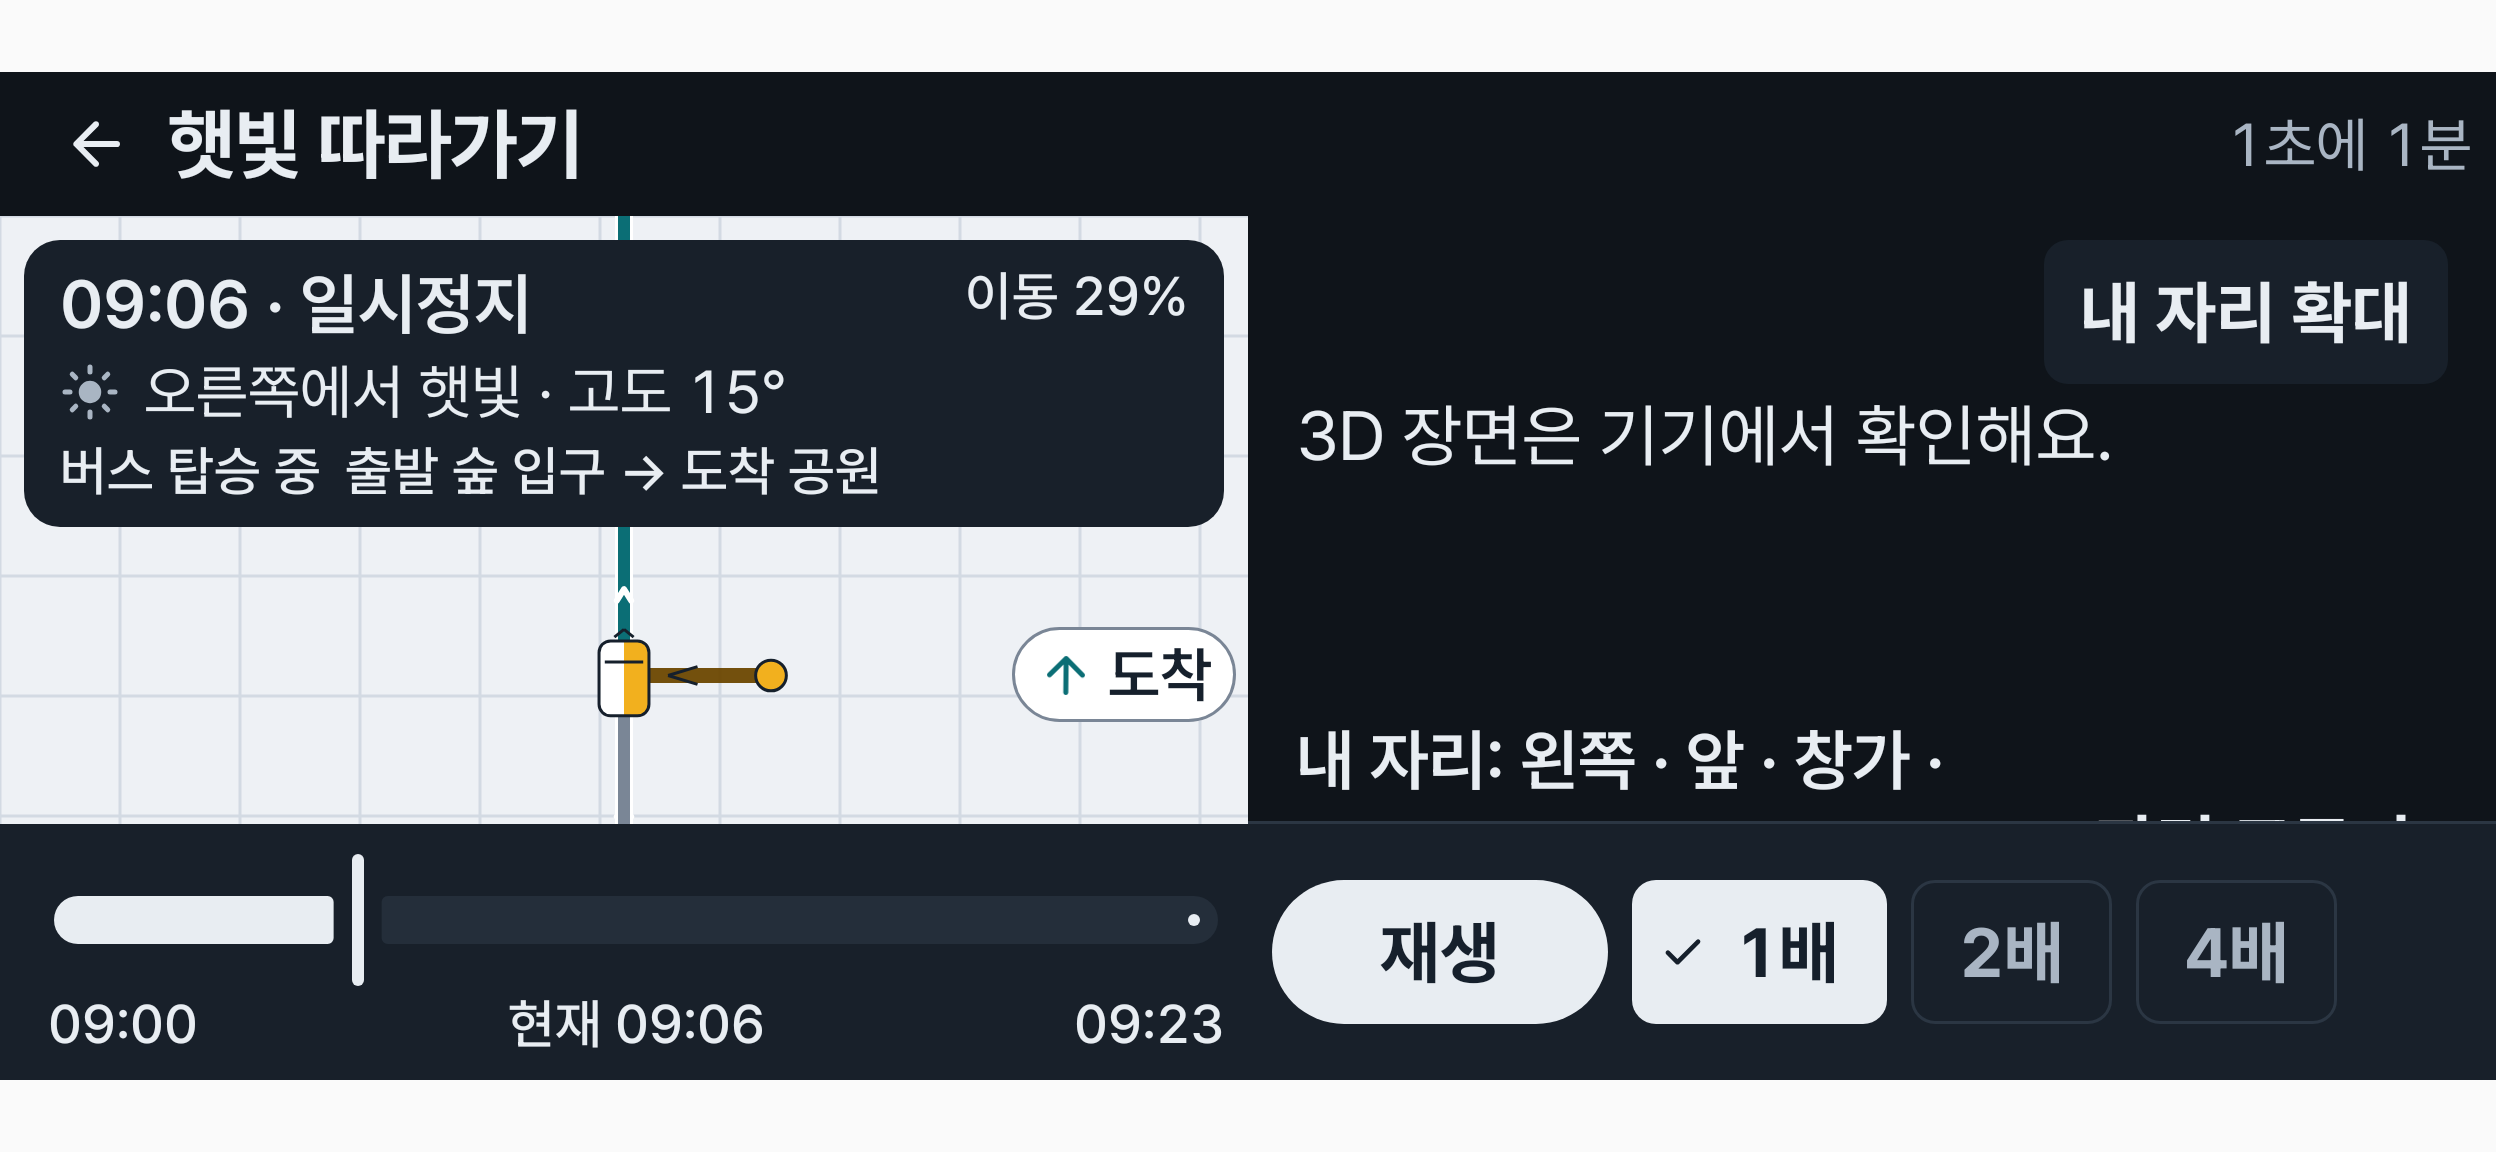 햇빛 따라가기
1초에 1분
09:06 · 일시정지
이동 29%
오른쪽에서 햇빛 · 고도 15°
버스 탑승 중 출발 숲 입구 → 도착 공원
도착
내 자리 확대
3D 장면은 기기에서 확인해요.
내 자리: 왼쪽 · 앞 · 창가 ·
09:00
현재 09:06
09:23
재생
1배
2배
4배